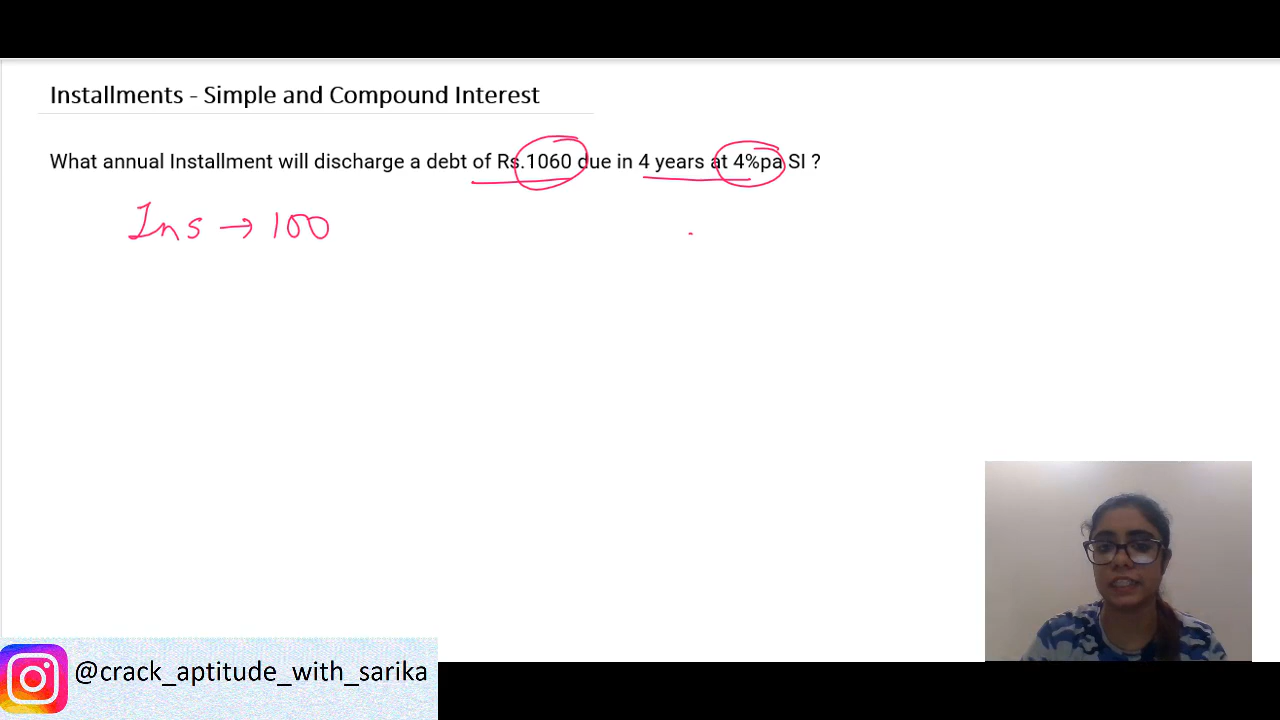 Installments - Simple and Compound Interest
What annual Installment will discharge a debt of Rs.1060 due in 4 years at 4%pa SI ?
Ins → 100
@crack_aptitude_with_sarika